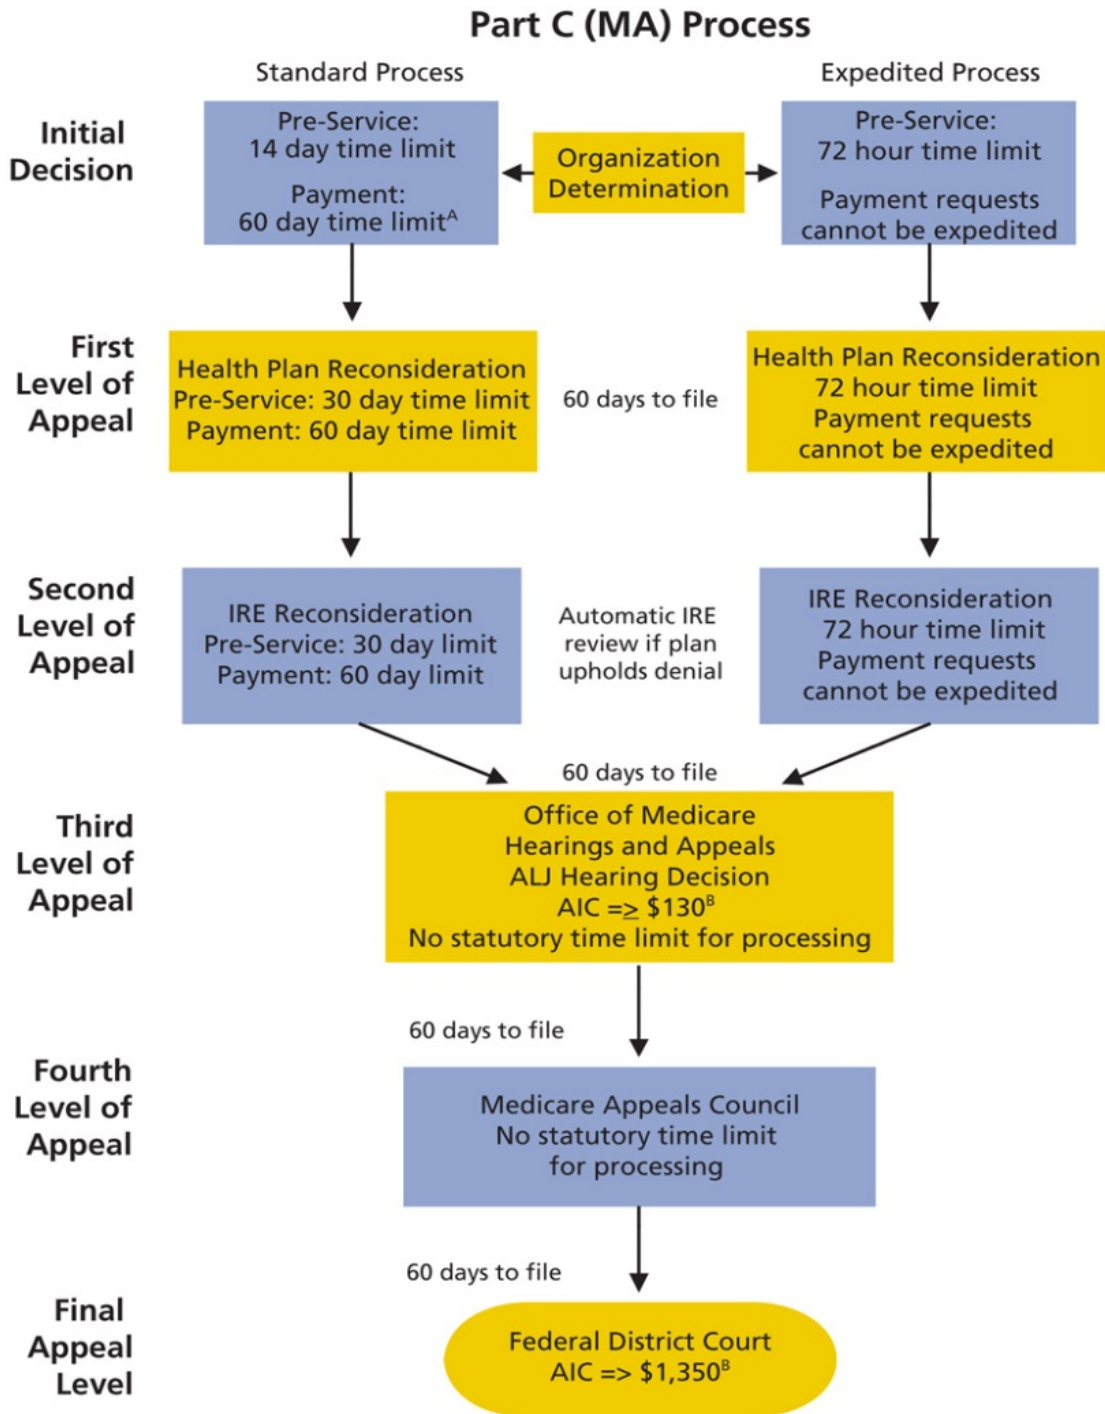 Part C (MA) Process
Standard Process
Expedited Process
Initial
Decision
Pre-Service:
14 day time limit
Payment:
60 day time limitᴬ
Organization
Determination
Pre-Service:
72 hour time limit
Payment requests
cannot be expedited
First
Level of
Appeal
Health Plan Reconsideration
Pre-Service: 30 day time limit
Payment: 60 day time limit
60 days to file
Health Plan Reconsideration
72 hour time limit
Payment requests
cannot be expedited
Second
Level of
Appeal
IRE Reconsideration
Pre-Service: 30 day limit
Payment: 60 day limit
Automatic IRE
review if plan
upholds denial
IRE Reconsideration
72 hour time limit
Payment requests
cannot be expedited
60 days to file
Third
Level of
Appeal
Office of Medicare
Hearings and Appeals
ALJ Hearing Decision
AIC =≥ $130ᴮ
No statutory time limit for processing
60 days to file
Fourth
Level of
Appeal
Medicare Appeals Council
No statutory time limit
for processing
60 days to file
Final
Appeal
Level
Federal District Court
AIC => $1,350ᴮ